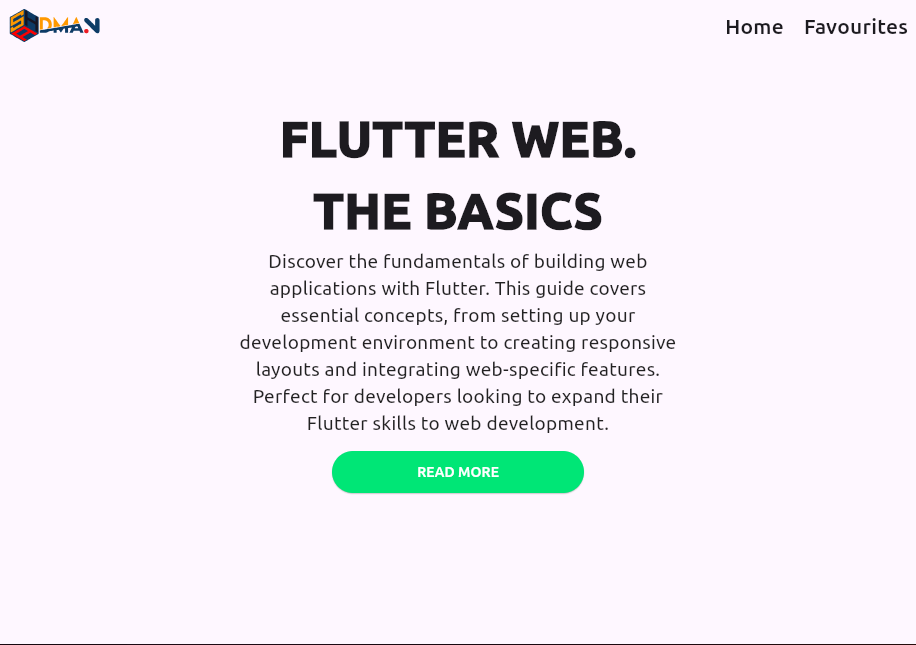 DMAN
Home Favourites
FLUTTER WEB.
THE BASICS
Discover the fundamentals of building web
applications with Flutter. This guide covers
essential concepts, from setting up your
development environment to creating responsive
layouts and integrating web-specific features.
Perfect for developers looking to expand their
Flutter skills to web development.
READ MORE